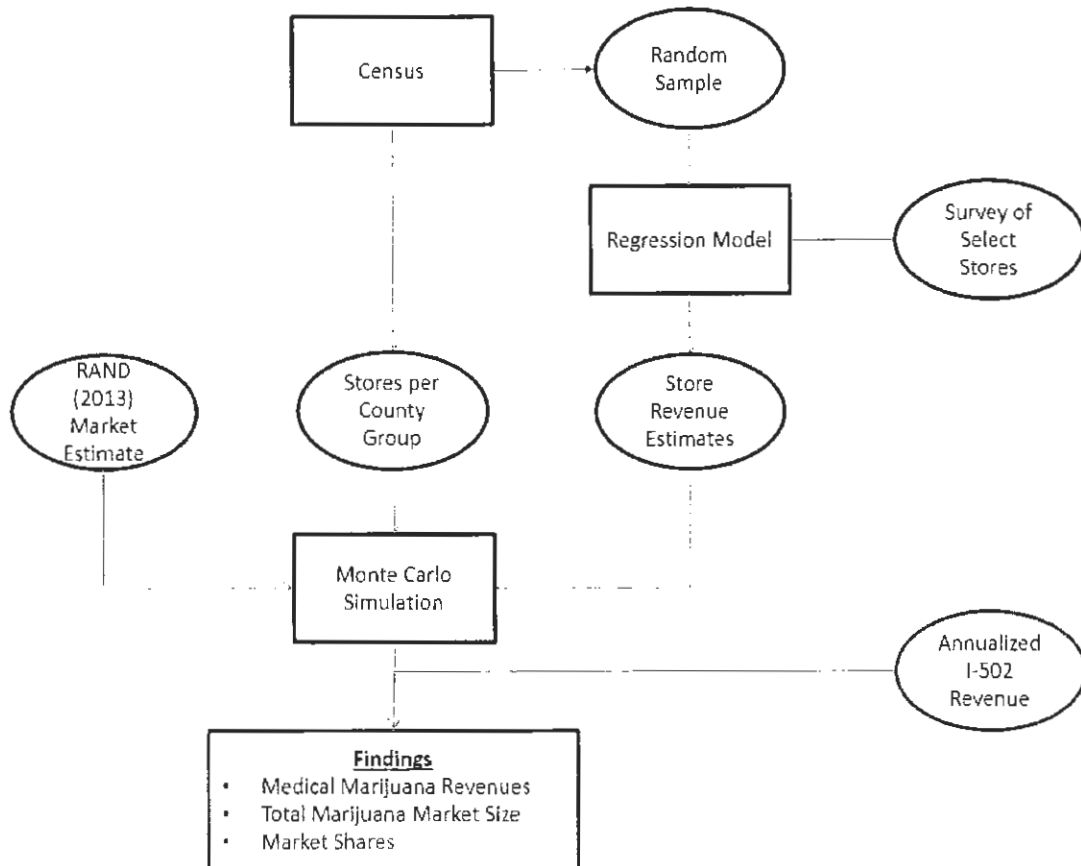 Census
Random
Sample
Regression Model
Survey of
Select
Stores
RAND
(2013)
Market
Estimate
Stores per
County
Group
Store
Revenue
Estimates
Monte Carlo
Simulation
Annualized
I-502
Revenue
Findings
• Medical Marijuana Revenues
• Total Marijuana Market Size
• Market Shares